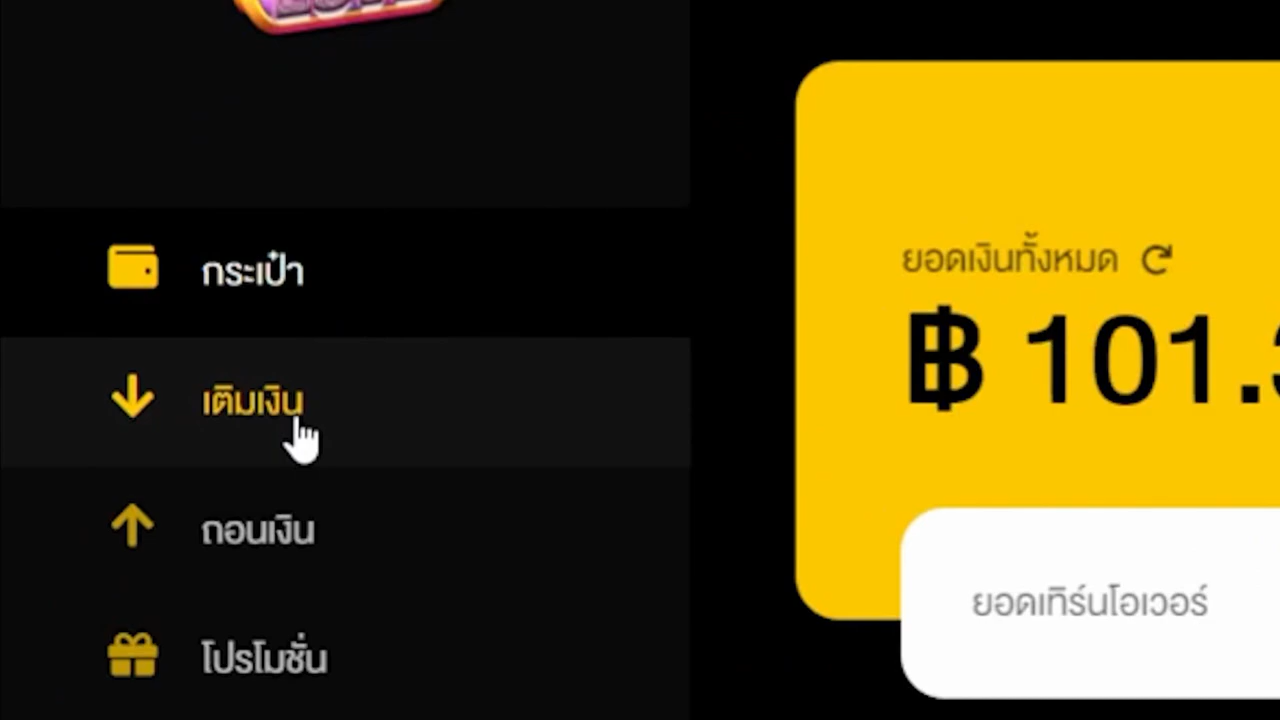 กระเป๋า
เติมเงิน
ถอนเงิน
โปรโมชั่น
ยอดเงินทั้งหมด
฿ 101.
ยอดเทิร์นโอเวอร์